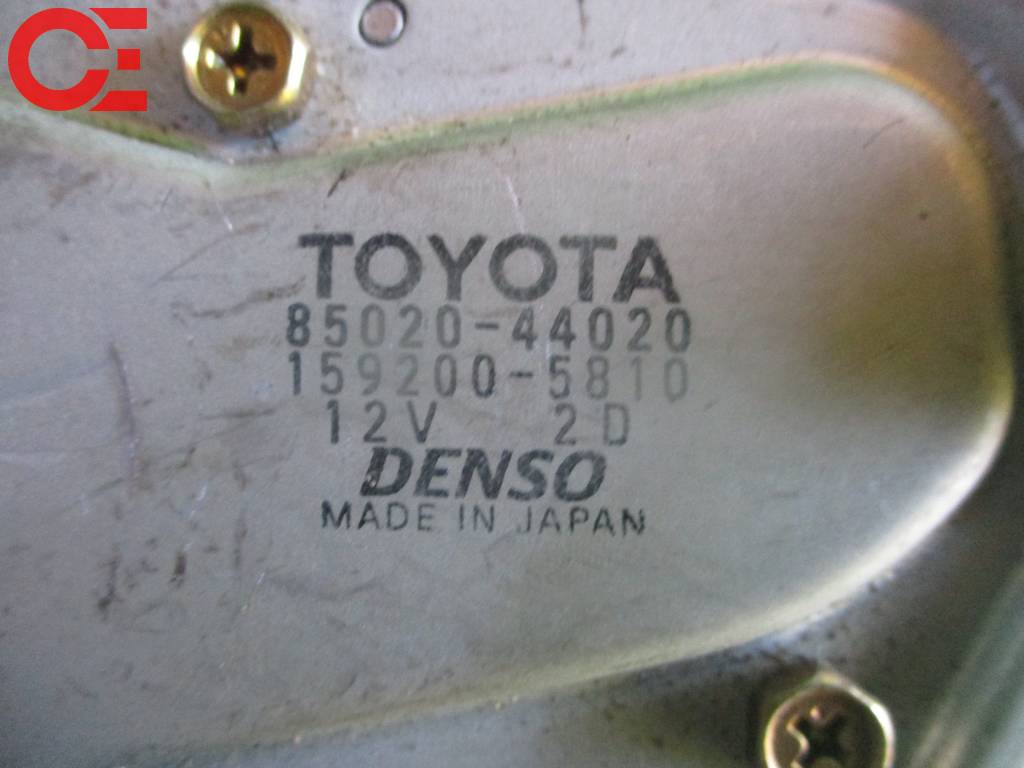 CE
TOYOTA
85020-44020
159200-5810
12V 2D
DENSO
MADE IN JAPAN